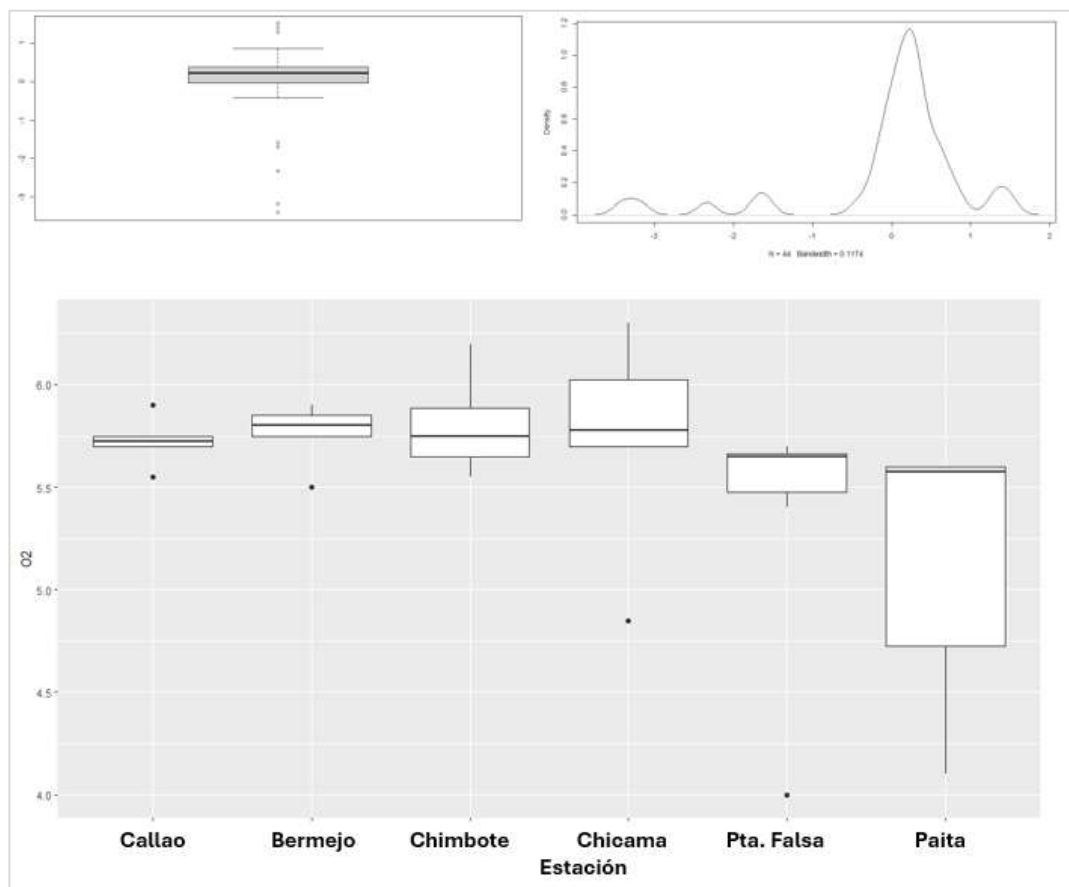 1
0
-1
-2
-3
Density
1.2
1.0
0.8
0.6
0.4
0.2
0.0
-3 -2 -1 0 1 2
N = 44 Bandwidth = 0.1174
O2
6.0
5.5
5.0
4.5
4.0
Callao Bermejo Chimbote Chicama Pta. Falsa Paita
Estación